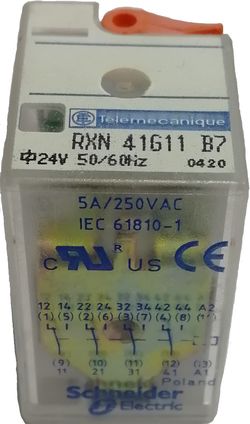 Telemecanique
RXN 41G11 B7
24V 50/60Hz 0420
5A/250VAC
IEC 61810-1
c RU ® US CE
12 14 22 24 32 34 42 44 A2
(1) (5) (2) (6) (3) (7) (4) (8)
(9) (10) (11) (12) (13)
11 21 31 41 A1
Poland
Schneider
Electric